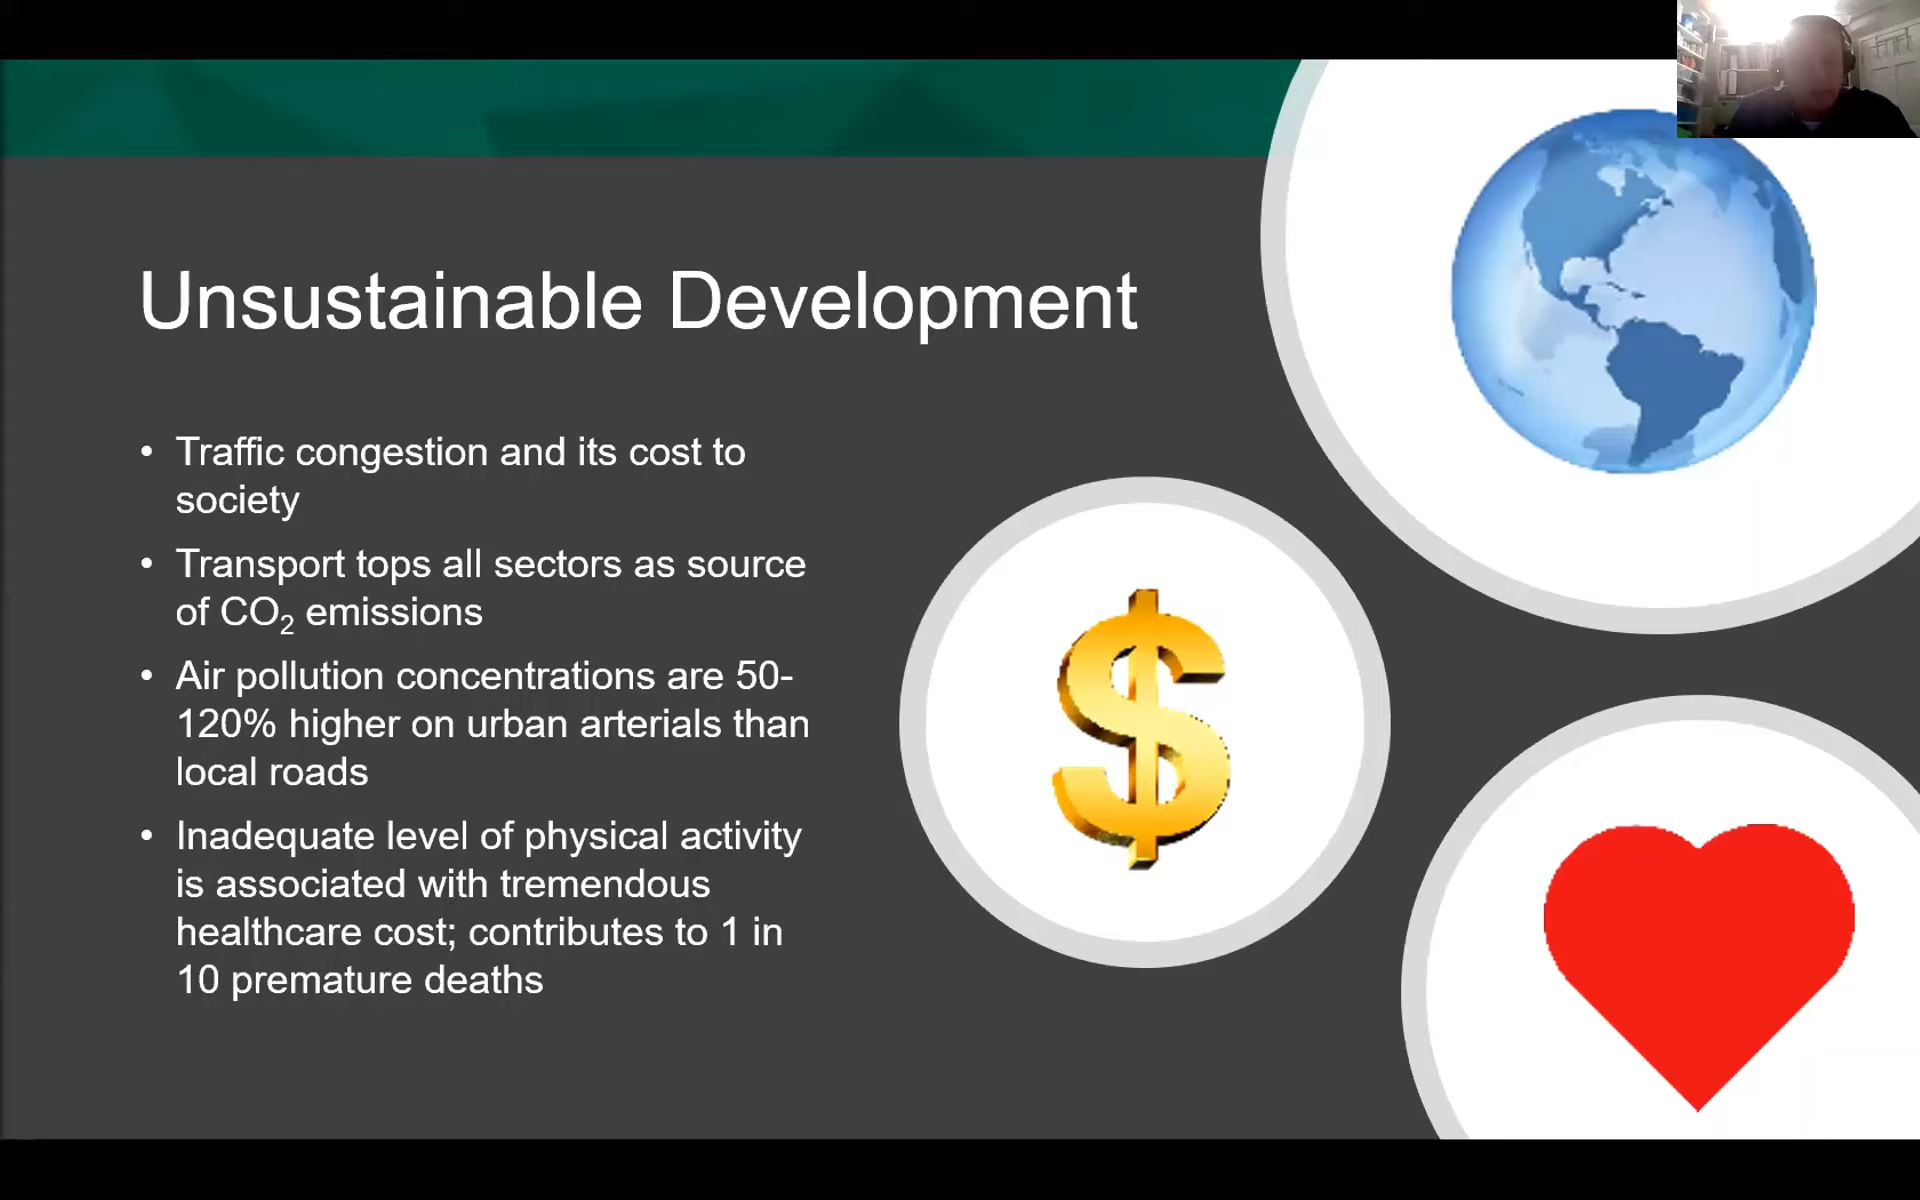 Unsustainable Development
• Traffic congestion and its cost to
society
• Transport tops all sectors as source
of CO₂ emissions
• Air pollution concentrations are 50-
120% higher on urban arterials than
local roads
• Inadequate level of physical activity
is associated with tremendous
healthcare cost; contributes to 1 in
10 premature deaths
$